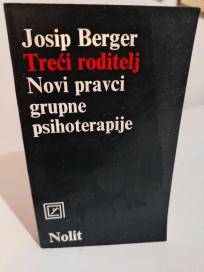 Josip Berger
Treći roditelj
Novi pravci
grupne
psihoterapije
Nolit